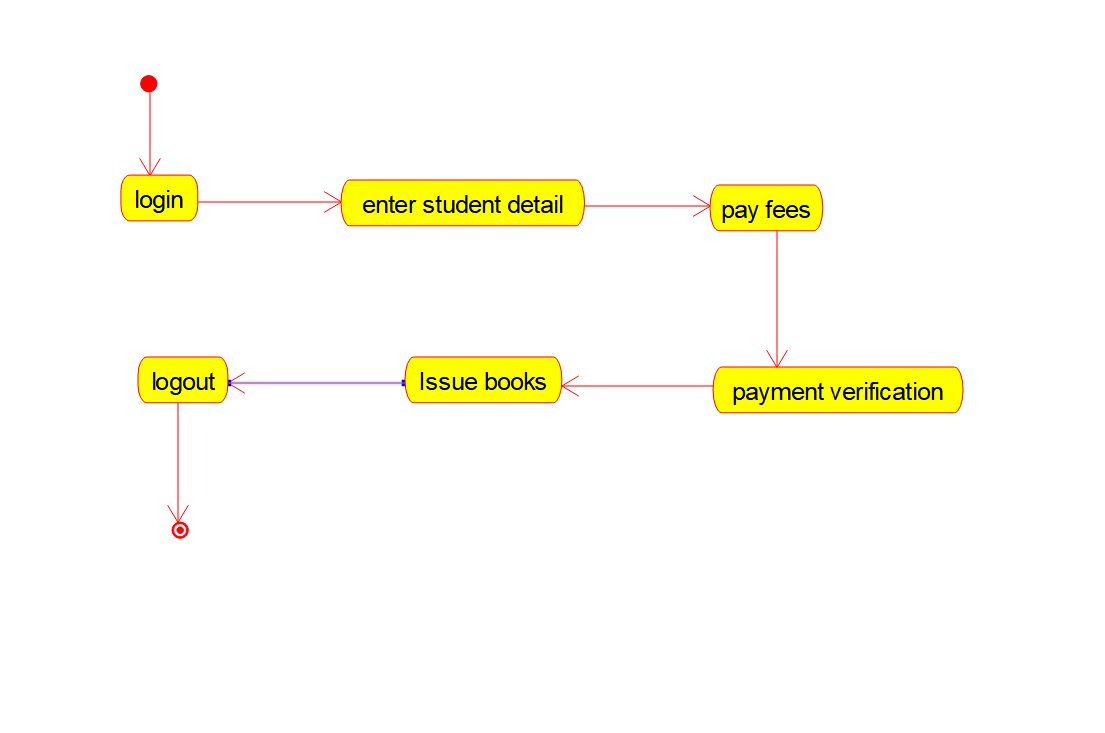 login
enter student detail
pay fees
logout
Issue books
payment verification